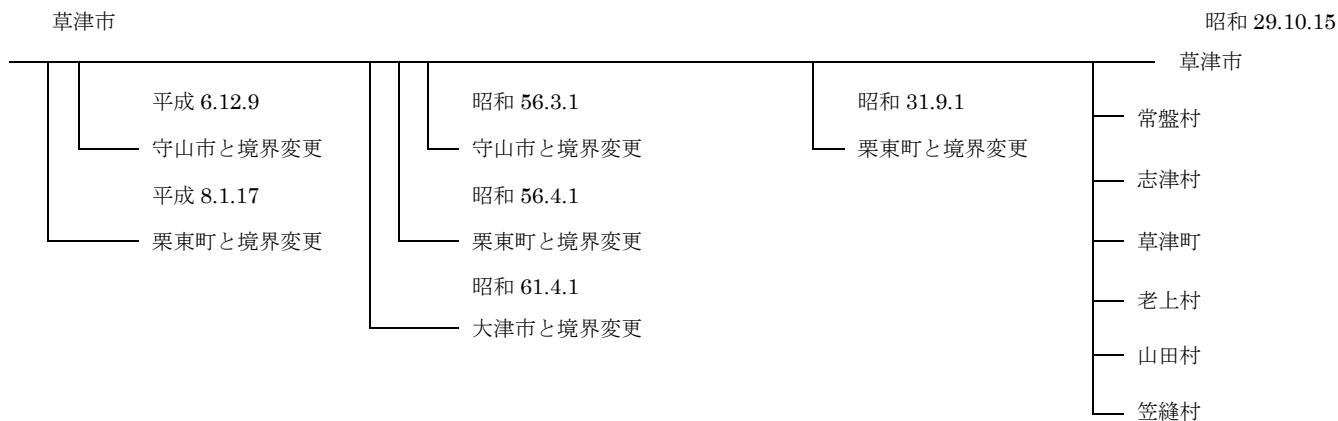 草津市
昭和 29.10.15
草津市
平成 6.12.9
守山市と境界変更
平成 8.1.17
栗東町と境界変更
昭和 56.3.1
守山市と境界変更
昭和 56.4.1
栗東町と境界変更
昭和 61.4.1
大津市と境界変更
昭和 31.9.1
栗東町と境界変更
常盤村
志津村
草津町
老上村
山田村
笠縫村